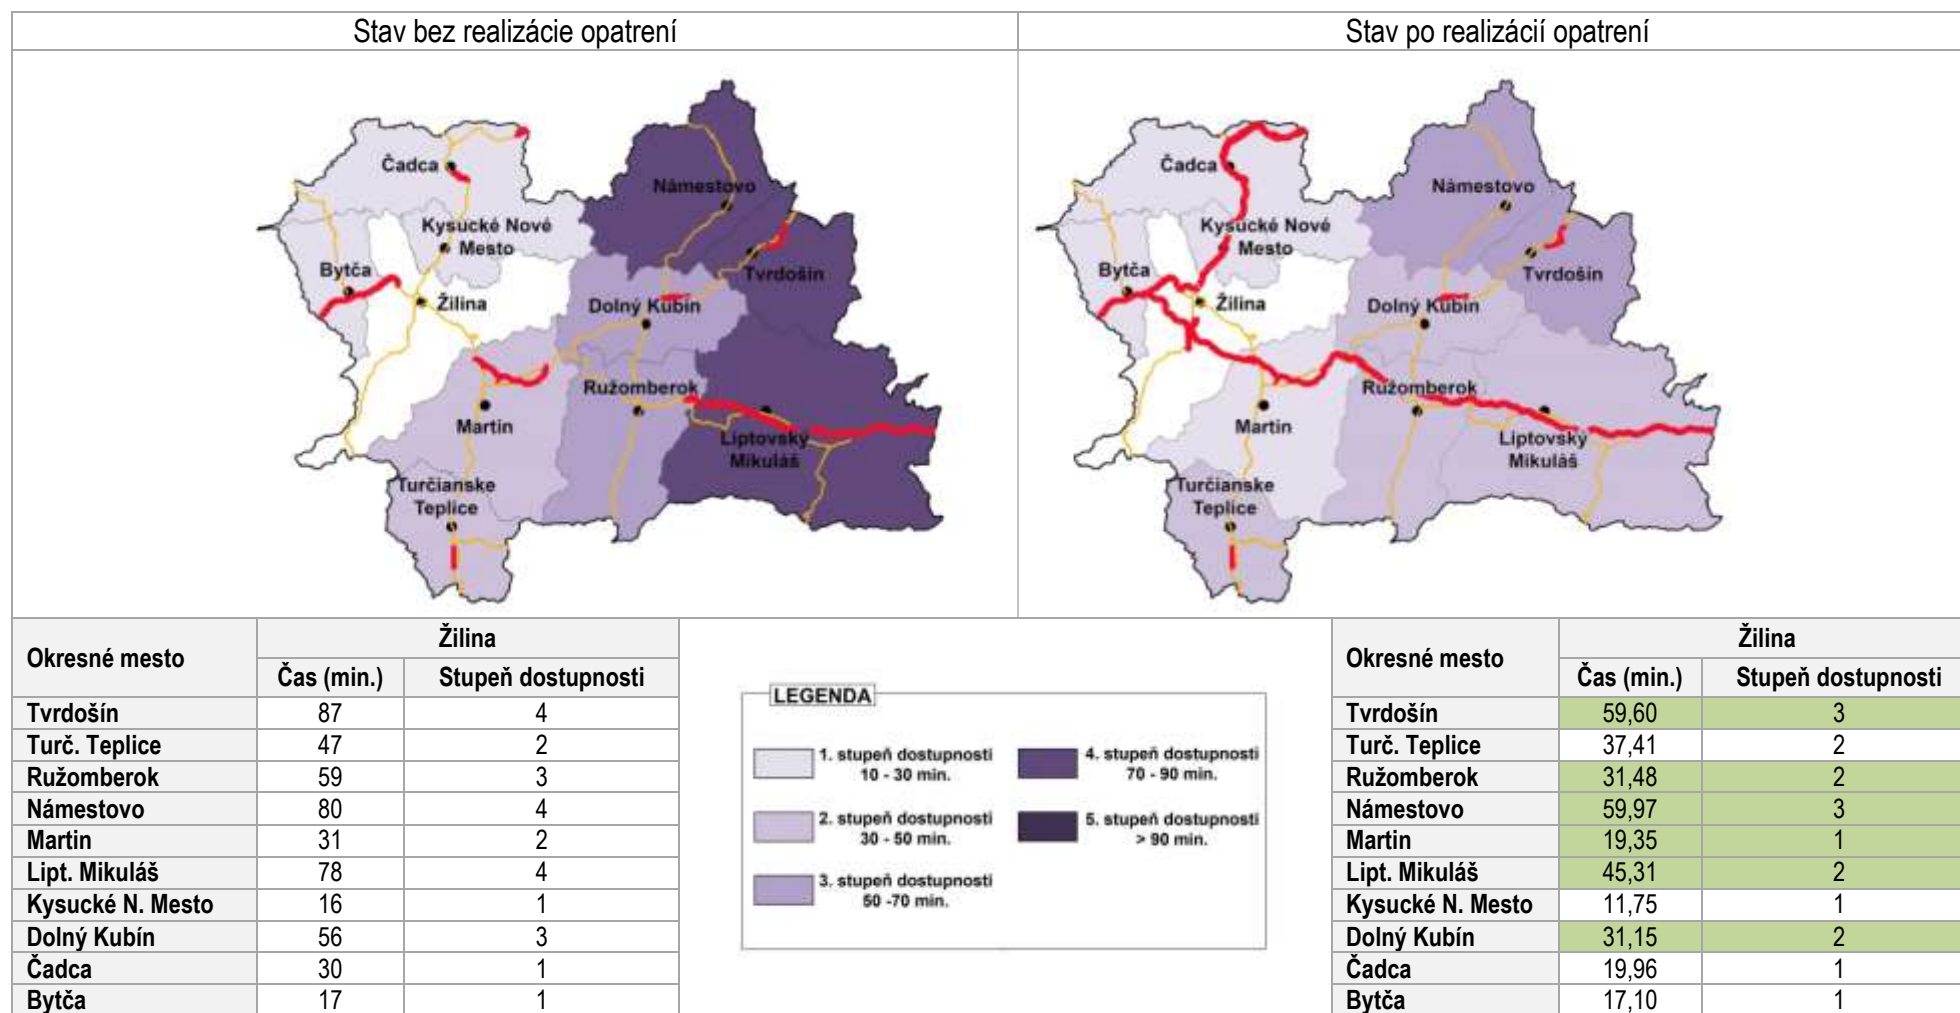 Stav bez realizácie opatrení
Stav po realizácií opatrení
Čadca
Námestovo
Kysucké Nové
Mesto
Bytča
Tvrdošín
Žilina
Dolný Kubín
Ružomberok
Martin
Liptovský
Mikuláš
Turčianske
Teplice
Čadca
Námestovo
Kysucké Nové
Mesto
Bytča
Tvrdošín
Žilina
Dolný Kubín
Ružomberok
Martin
Liptovský
Mikuláš
Turčianske
Teplice
Okresné mesto Žilina
Čas (min.) Stupeň dostupnosti
Tvrdošín 87 4
Turč. Teplice 47 2
Ružomberok 59 3
Námestovo 80 4
Martin 31 2
Lipt. Mikuláš 78 4
Kysucké N. Mesto 16 1
Dolný Kubín 56 3
Čadca 30 1
Bytča 17 1
LEGENDA
1. stupeň dostupnosti
10 - 30 min.
2. stupeň dostupnosti
30 - 50 min.
3. stupeň dostupnosti
50 -70 min.
4. stupeň dostupnosti
70 - 90 min.
5. stupeň dostupnosti
> 90 min.
Okresné mesto Žilina
Čas (min.) Stupeň dostupnosti
Tvrdošín 59,60 3
Turč. Teplice 37,41 2
Ružomberok 31,48 2
Námestovo 59,97 3
Martin 19,35 1
Lipt. Mikuláš 45,31 2
Kysucké N. Mesto 11,75 1
Dolný Kubín 31,15 2
Čadca 19,96 1
Bytča 17,10 1